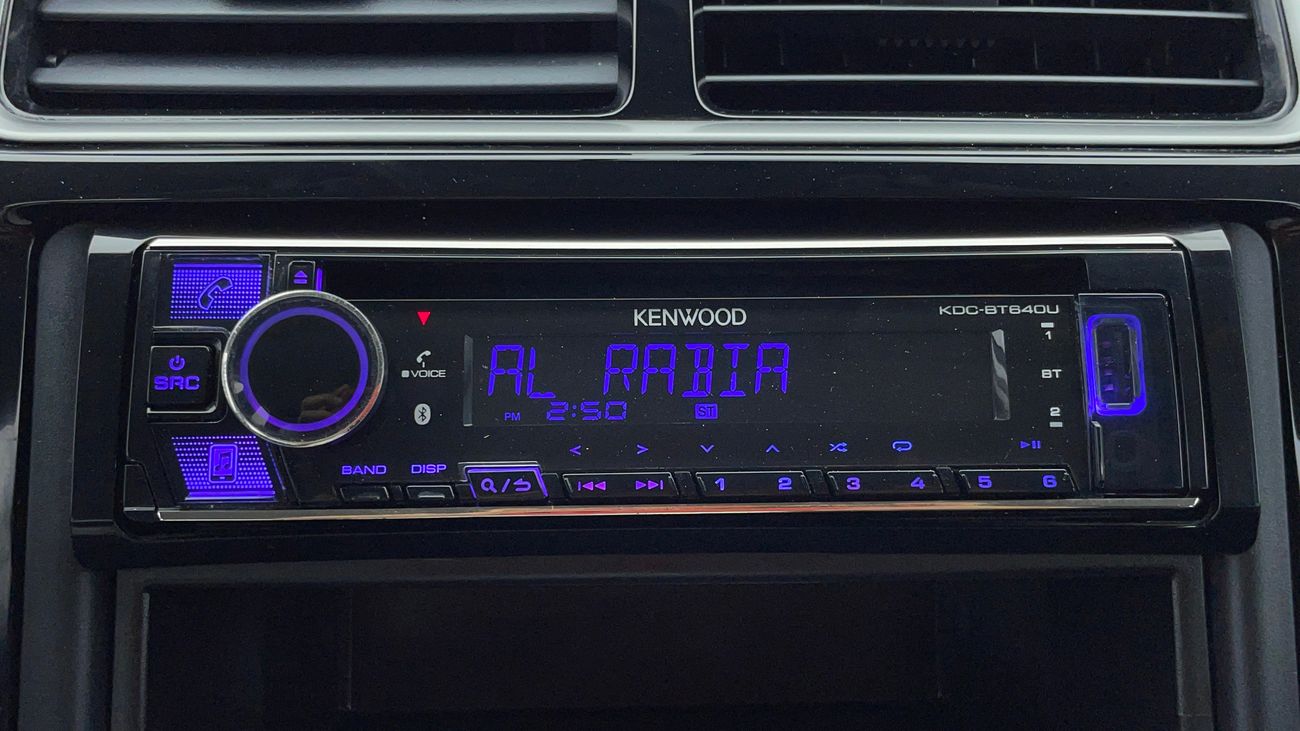 KENWOOD
KDC-BT640U
SRC
VOICE
AL RABIA
PM 2:50 ST
1
BT
2
BAND DISP
1 2 3 4 5 6